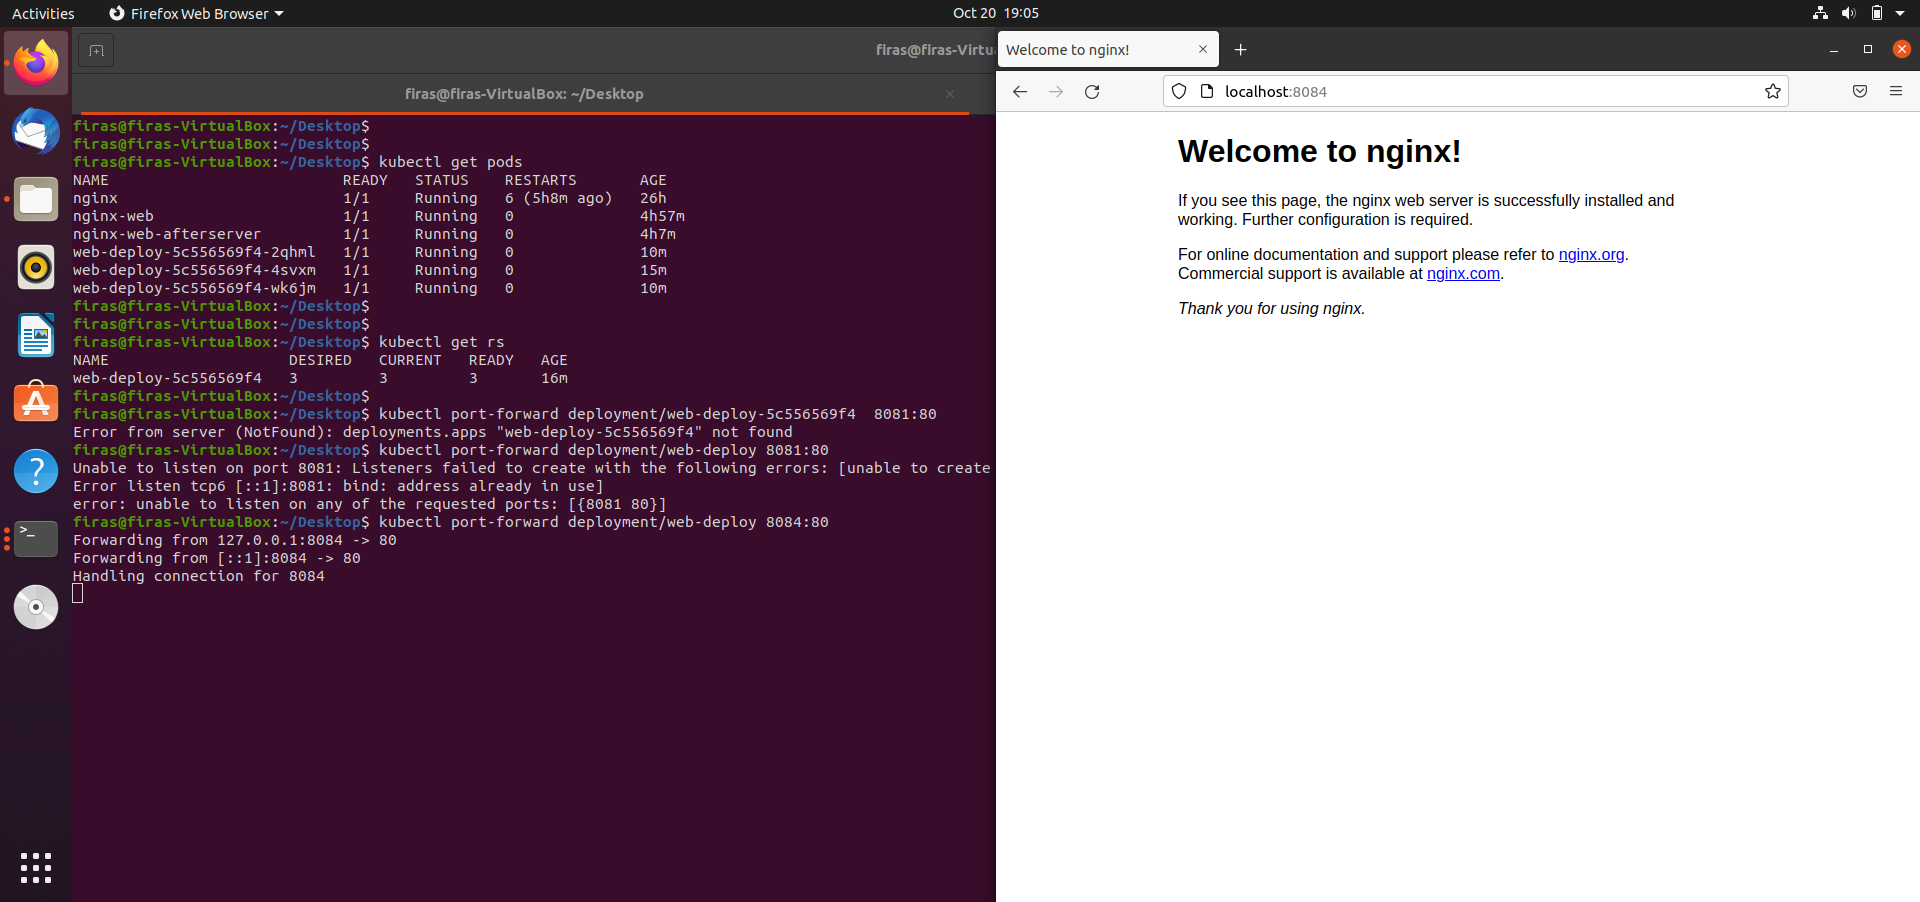 Activities
Firefox Web Browser
Oct 20 19:05
firas@firas-Virtu
firas@firas-VirtualBox: ~/Desktop
firas@firas-VirtualBox:~/Desktop$
firas@firas-VirtualBox:~/Desktop$
firas@firas-VirtualBox:~/Desktop$ kubectl get pods
NAME READY STATUS RESTARTS AGE
nginx 1/1 Running 6 (5h8m ago) 26h
nginx-web 1/1 Running 0 4h57m
nginx-web-afterserver 1/1 Running 0 4h7m
web-deploy-5c556569f4-2qhml 1/1 Running 0 10m
web-deploy-5c556569f4-4svxm 1/1 Running 0 15m
web-deploy-5c556569f4-wk6jm 1/1 Running 0 10m
firas@firas-VirtualBox:~/Desktop$
firas@firas-VirtualBox:~/Desktop$
firas@firas-VirtualBox:~/Desktop$ kubectl get rs
NAME DESIRED CURRENT READY AGE
web-deploy-5c556569f4 3 3 3 16m
firas@firas-VirtualBox:~/Desktop$
firas@firas-VirtualBox:~/Desktop$ kubectl port-forward deployment/web-deploy-5c556569f4 8081:80
Error from server (NotFound): deployments.apps "web-deploy-5c556569f4" not found
firas@firas-VirtualBox:~/Desktop$ kubectl port-forward deployment/web-deploy 8081:80
Unable to listen on port 8081: Listeners failed to create with the following errors: [unable to create
Error listen tcp6 [::1]:8081: bind: address already in use]
error: unable to listen on any of the requested ports: [{8081 80}]
firas@firas-VirtualBox:~/Desktop$ kubectl port-forward deployment/web-deploy 8084:80
Forwarding from 127.0.0.1:8084 -> 80
Forwarding from [::1]:8084 -> 80
Handling connection for 8084
Welcome to nginx!
localhost:8084
Welcome to nginx!
If you see this page, the nginx web server is successfully installed and
working. Further configuration is required.
For online documentation and support please refer to nginx.org.
Commercial support is available at nginx.com.
Thank you for using nginx.